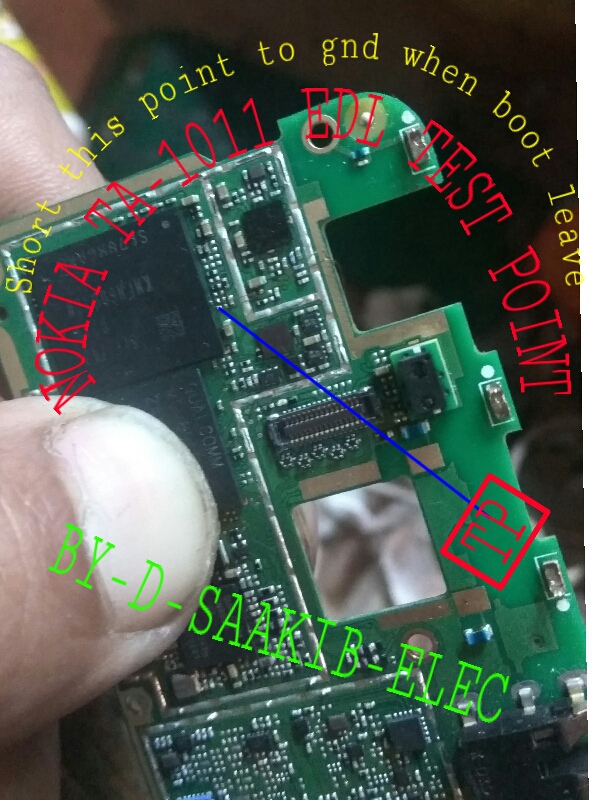 Short this point to gnd when boot leave
NOKIA TA-1011 EDL TEST POINT
TP
BY-D-SAAKIB-ELEC